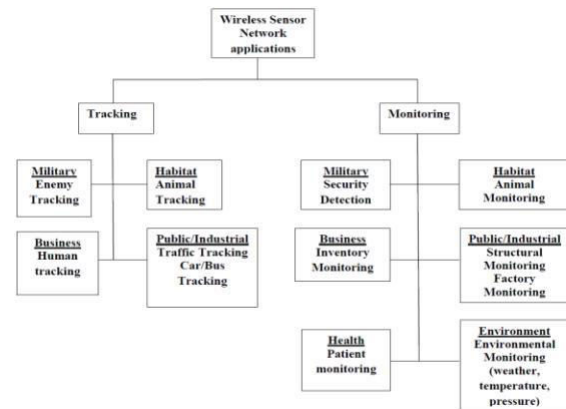 Wireless Sensor
Network
applications
Tracking
Monitoring
Military
Enemy
Tracking
Habitat
Animal
Tracking
Business
Human
tracking
Public/Industrial
Traffic Tracking
Car/Bus
Tracking
Military
Security
Detection
Habitat
Animal
Monitoring
Business
Inventory
Monitoring
Public/Industrial
Structural
Monitoring
Factory
Monitoring
Health
Patient
monitoring
Environment
Environmental
Monitoring
(weather,
temperature,
pressure)